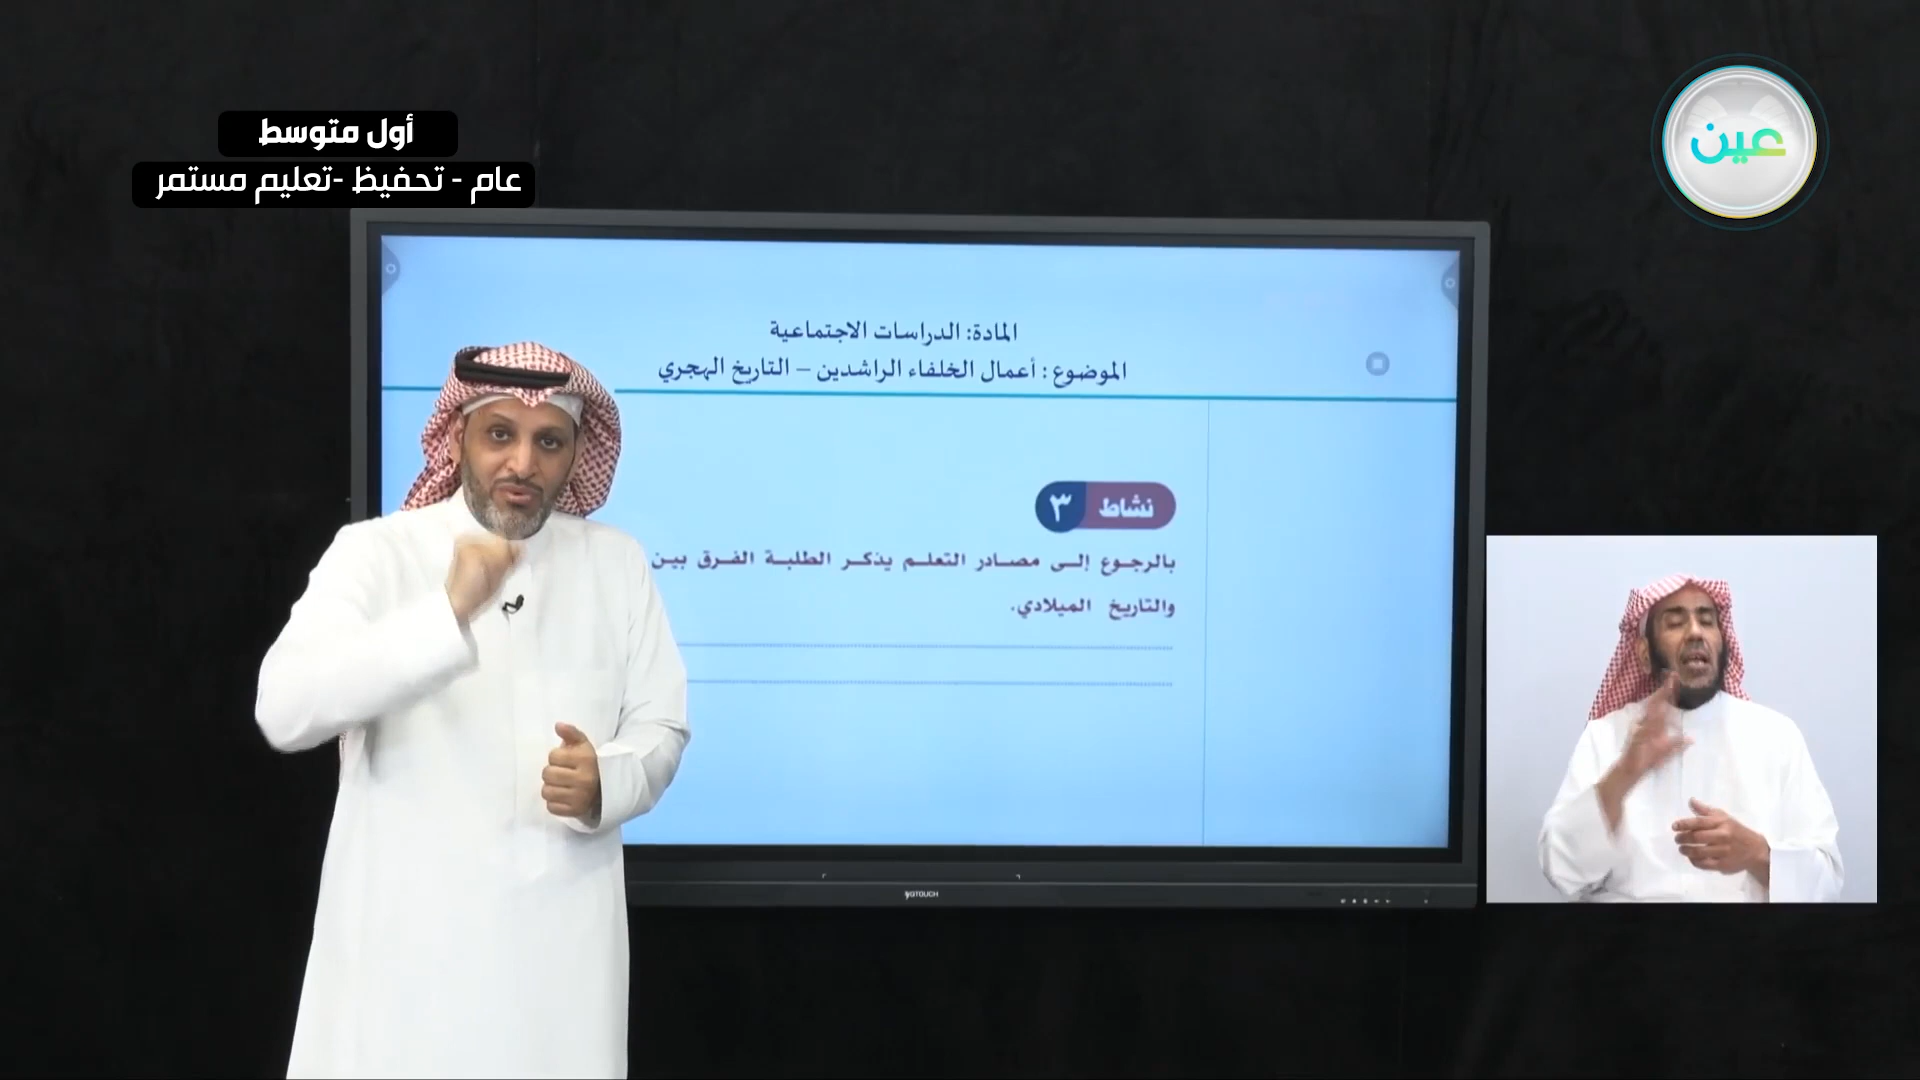 أول متوسط
عام - تحفيظ -تعليم مستمر
عين
المادة: الدراسات الاجتماعية
الموضوع : أعمال الخلفاء الراشدين – التاريخ الهجري
نشاط ٣
بالرجوع إلى مصادر التعلم يذكر الطلبة الفرق بين
والتاريخ الميلادي.